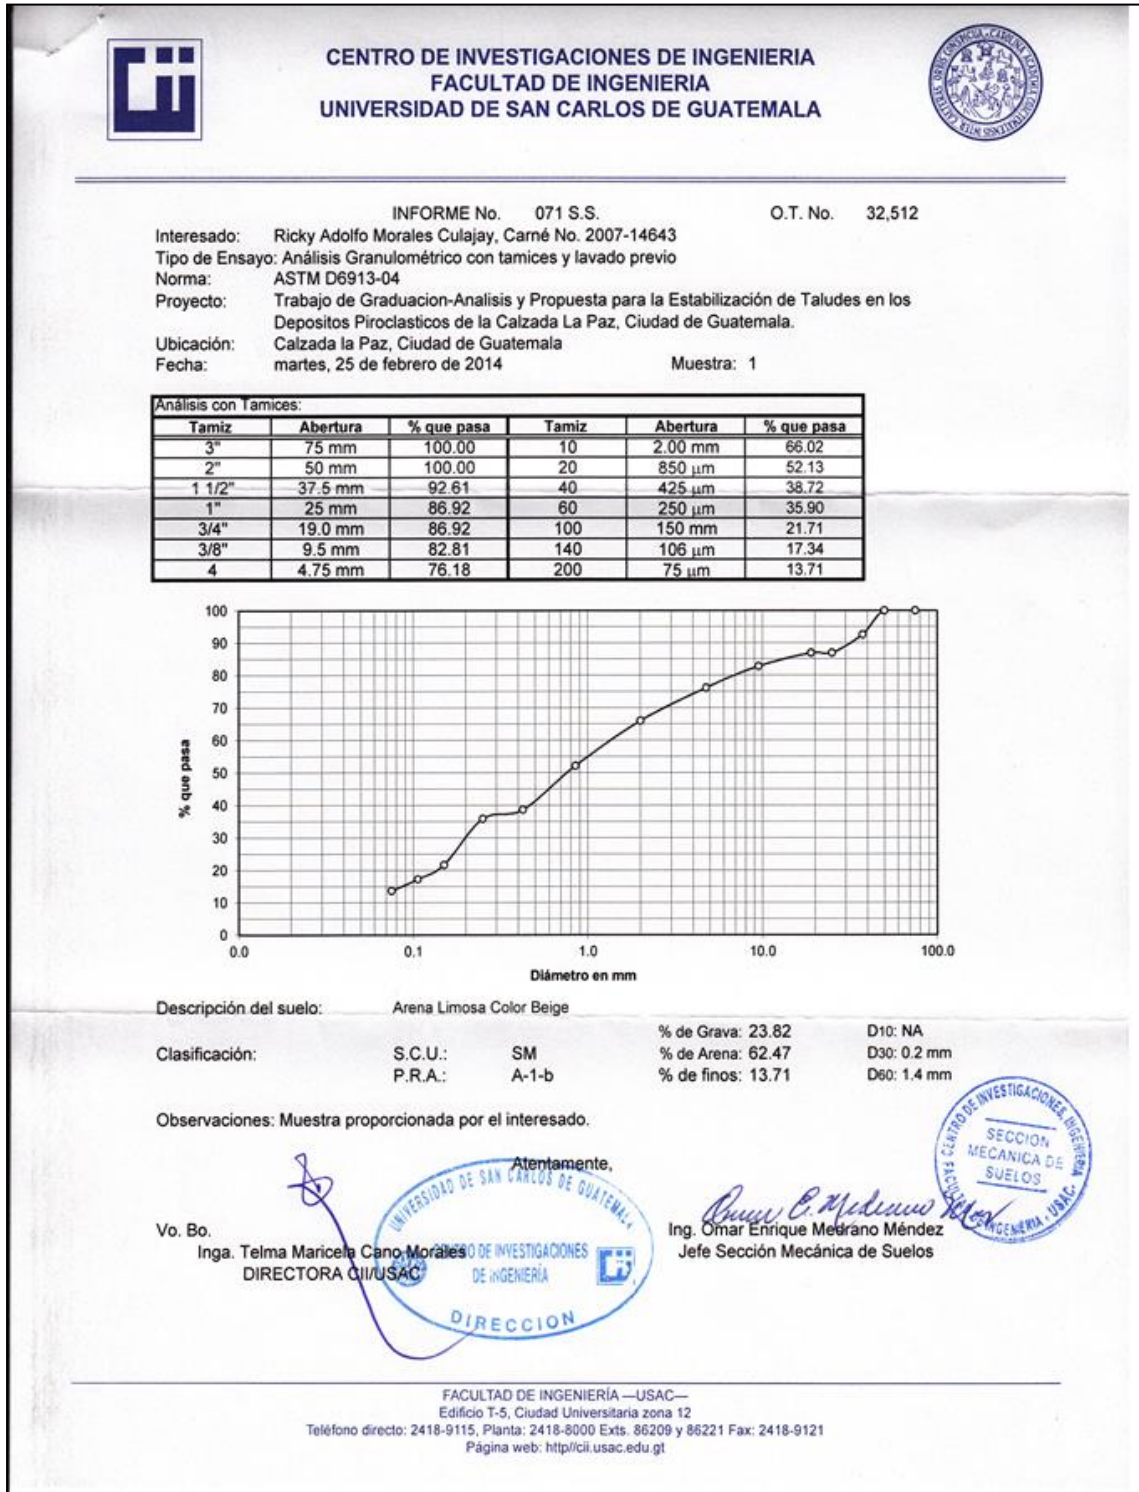 CENTRO DE INVESTIGACIONES DE INGENIERIA
FACULTAD DE INGENIERIA
UNIVERSIDAD DE SAN CARLOS DE GUATEMALA
INFORME No. 071 S.S. O.T. No. 32,512
Interesado: Ricky Adolfo Morales Culajay, Carné No. 2007-14643
Tipo de Ensayo: Análisis Granulométrico con tamices y lavado previo
Norma: ASTM D6913-04
Proyecto: Trabajo de Graduacion-Analisis y Propuesta para la Estabilización de Taludes en los
Depositos Piroclasticos de la Calzada La Paz, Ciudad de Guatemala.
Ubicación: Calzada la Paz, Ciudad de Guatemala
Fecha: martes, 25 de febrero de 2014 Muestra: 1
Análisis con Tamices:
Tamiz Abertura % que pasa Tamiz Abertura % que pasa
3" 75 mm 100.00 10 2.00 mm 66.02
2" 50 mm 100.00 20 850 µm 52.13
1 1/2" 37.5 mm 92.61 40 425 µm 38.72
1" 25 mm 86.92 60 250 µm 35.90
3/4" 19.0 mm 86.92 100 150 mm 21.71
3/8" 9.5 mm 82.81 140 106 µm 17.34
4 4.75 mm 76.18 200 75 µm 13.71
100
90
80
70
60
50
40
30
20
10
0
% que pasa
0.0 0.1 1.0 10.0 100.0
Diámetro en mm
Descripción del suelo: Arena Limosa Color Beige
% de Grava: 23.82 D10: NA
Clasificación: S.C.U.: SM % de Arena: 62.47 D30: 0.2 mm
P.R.A.: A-1-b % de finos: 13.71 D60: 1.4 mm
Observaciones: Muestra proporcionada por el interesado.
SECCION
MECANICA DE
SUELOS
Atentamente,
UNIVERSIDAD DE SAN CARLOS DE GUATEMALA
CENTRO DE INVESTIGACIONES
DE INGENIERÍA
DIRECCION
Vo. Bo.
Inga. Telma Maricela Cano Morales
DIRECTORA CII/USAC
Ing. Omar Enrique Medrano Méndez
Jefe Sección Mecánica de Suelos
FACULTAD DE INGENIERÍA —USAC—
Edificio T-5, Ciudad Universitaria zona 12
Teléfono directo: 2418-9115, Planta: 2418-8000 Exts. 86209 y 86221 Fax: 2418-9121
Página web: http//cii.usac.edu.gt